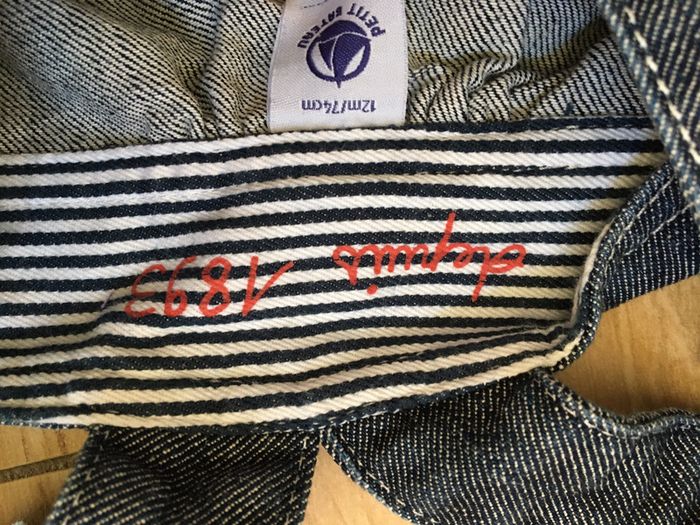 PETIT BATEAU
12m/74cm
depuis
1893